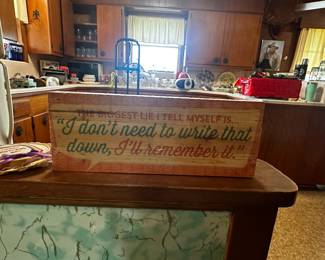 THE BIGGEST LIE I TELL MYSELF IS...
"I don't need to write that
down, I'll remember it."